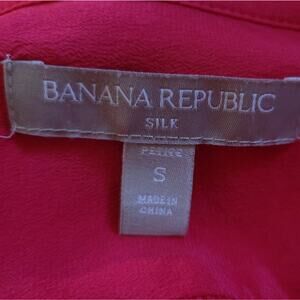 BANANA REPUBLIC
SILK
PETITE
S
MADE IN
CHINA